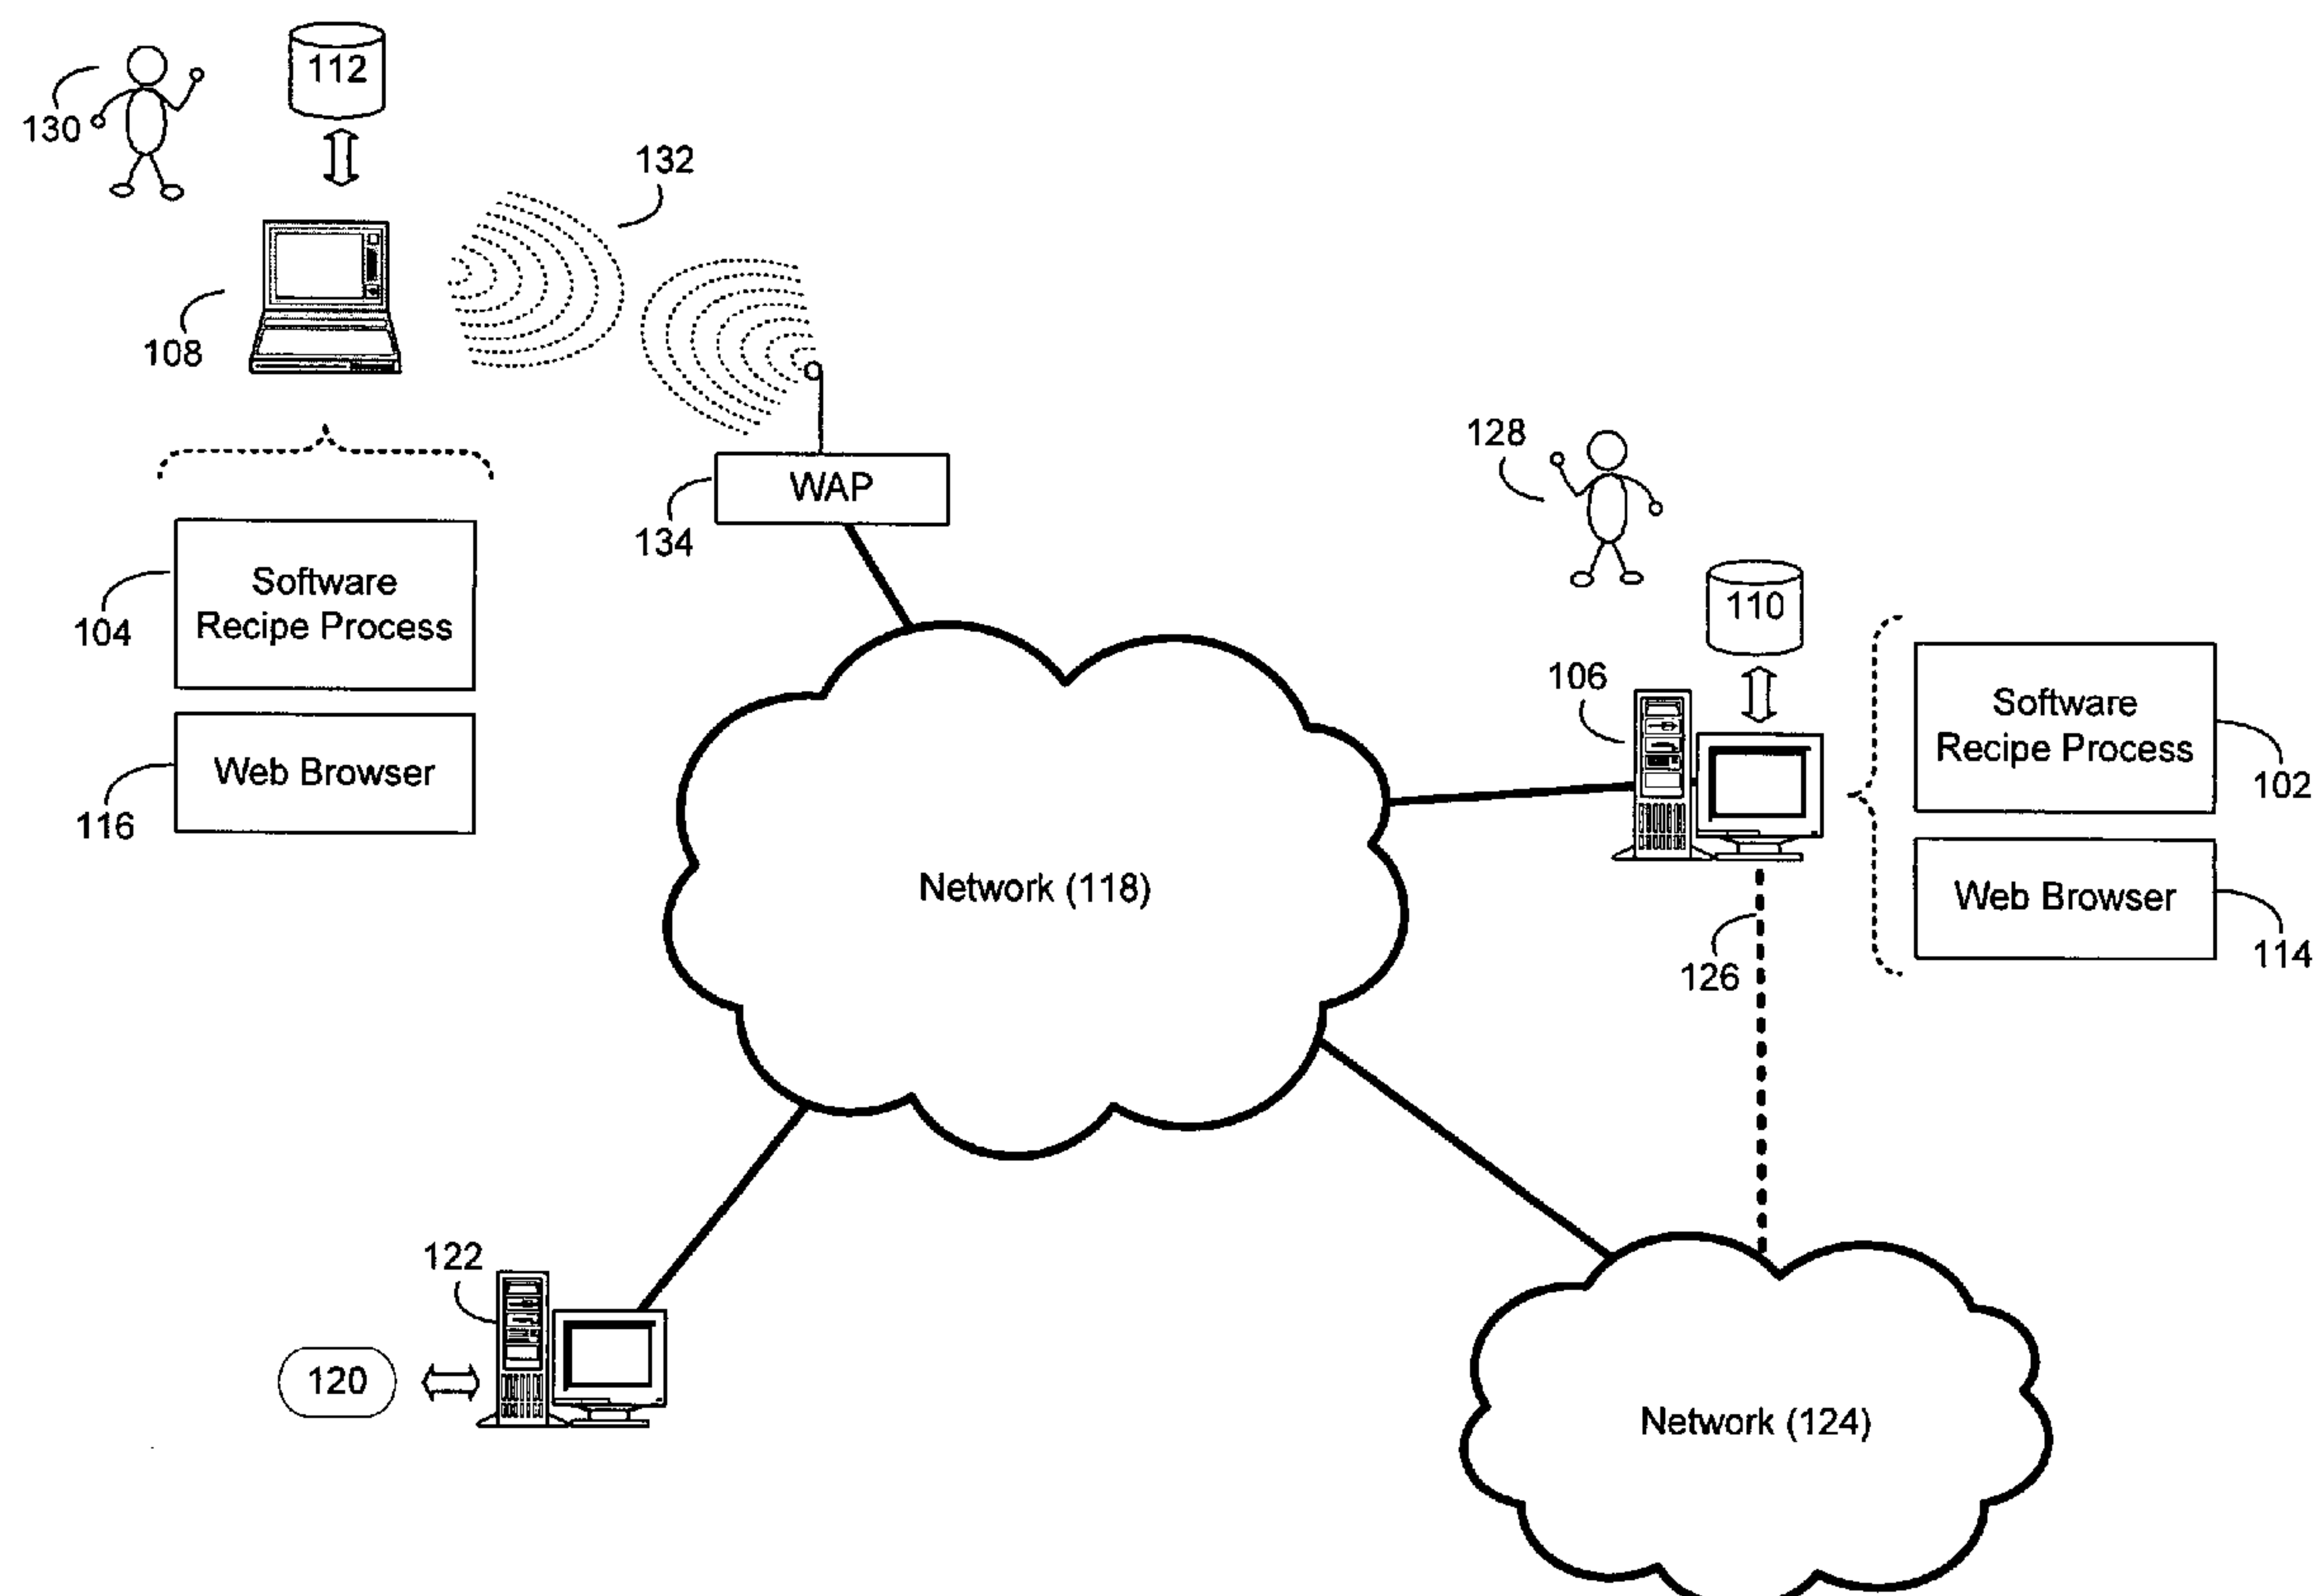 112
130
132
108
WAP
134
128
Software
Recipe Process
104
110
106
Software
Recipe Process
102
Web Browser
116
Network (118)
Web Browser
114
126
122
120
Network (124)